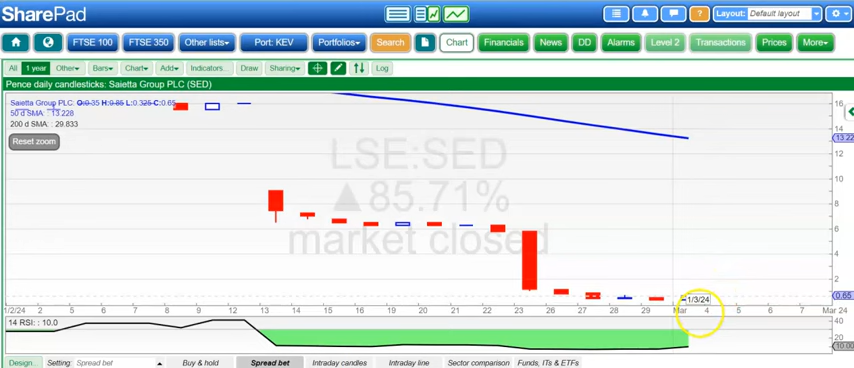 SharePad Layout: Default layout
FTSE 100 FTSE 350 Other lists Port: KEV Portfolios Search Chart Financials News DD Alarms Level 2 Transactions Prices More
All 1 year Other Bars Chart Add Indicators... Draw Sharing Log
Pence daily candlesticks: Saietta Group PLC (SED)
Saietta Group PLC: O:0.35 H:0.85 L:0.325 C:0.65
50 d SMA: 13.228
200 d SMA: 29.833
Reset zoom
LSE:SED
▲85.71%
market closed
16
14
13.22
12
10
8
6
4
2
0.65
1/3/24
1/2/24 2 5 6 7 8 9 12 13 14 15 16 19 20 21 22 23 26 27 28 29 Mar 4 5 6 7 Mar 24
14 RSI: 10.0
40
20
10.00
Design... Setting: Spread bet Buy & hold Spread bet Intraday candles Intraday line Sector comparison Funds, ITs & ETFs